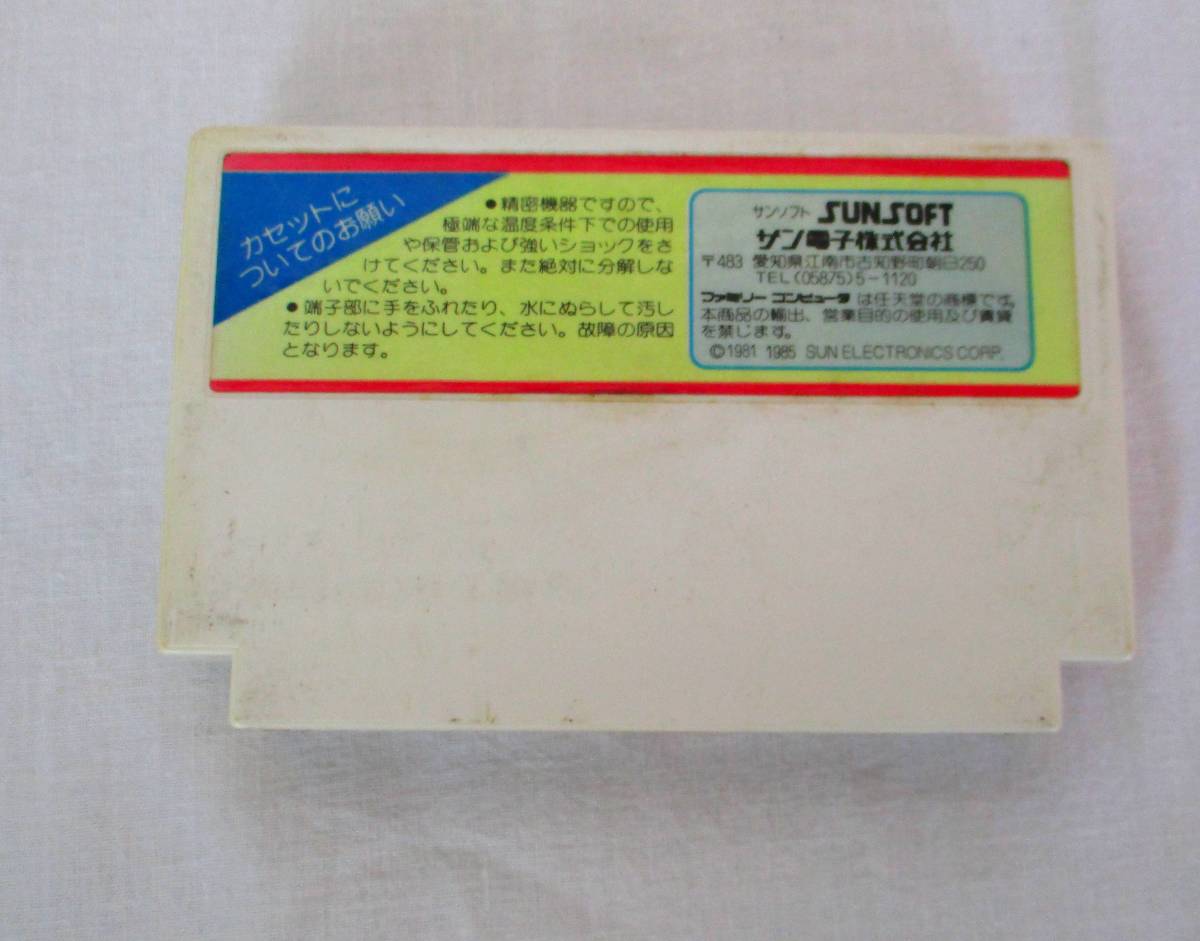 カセットに
ついてのお願い
●精密機器ですので、
極端な温度条件下での使用
や保管および強いショックをさ
けてください。また絶対に分解しな
いでください。
●端子部に手をふれたり、水にぬらして汚し
たりしないようにしてください。故障の原因
となります。
サンソフト SUNSOFT
サン電子株式会社
〒483 愛知県江南市古知野町朝日250
TEL(05875)5-1120
ファミリーコンピュータは任天堂の商標です。
本商品の輸出、営業目的の使用及び賃貸
を禁じます。
©1981 1985 SUN ELECTRONICS CORP.